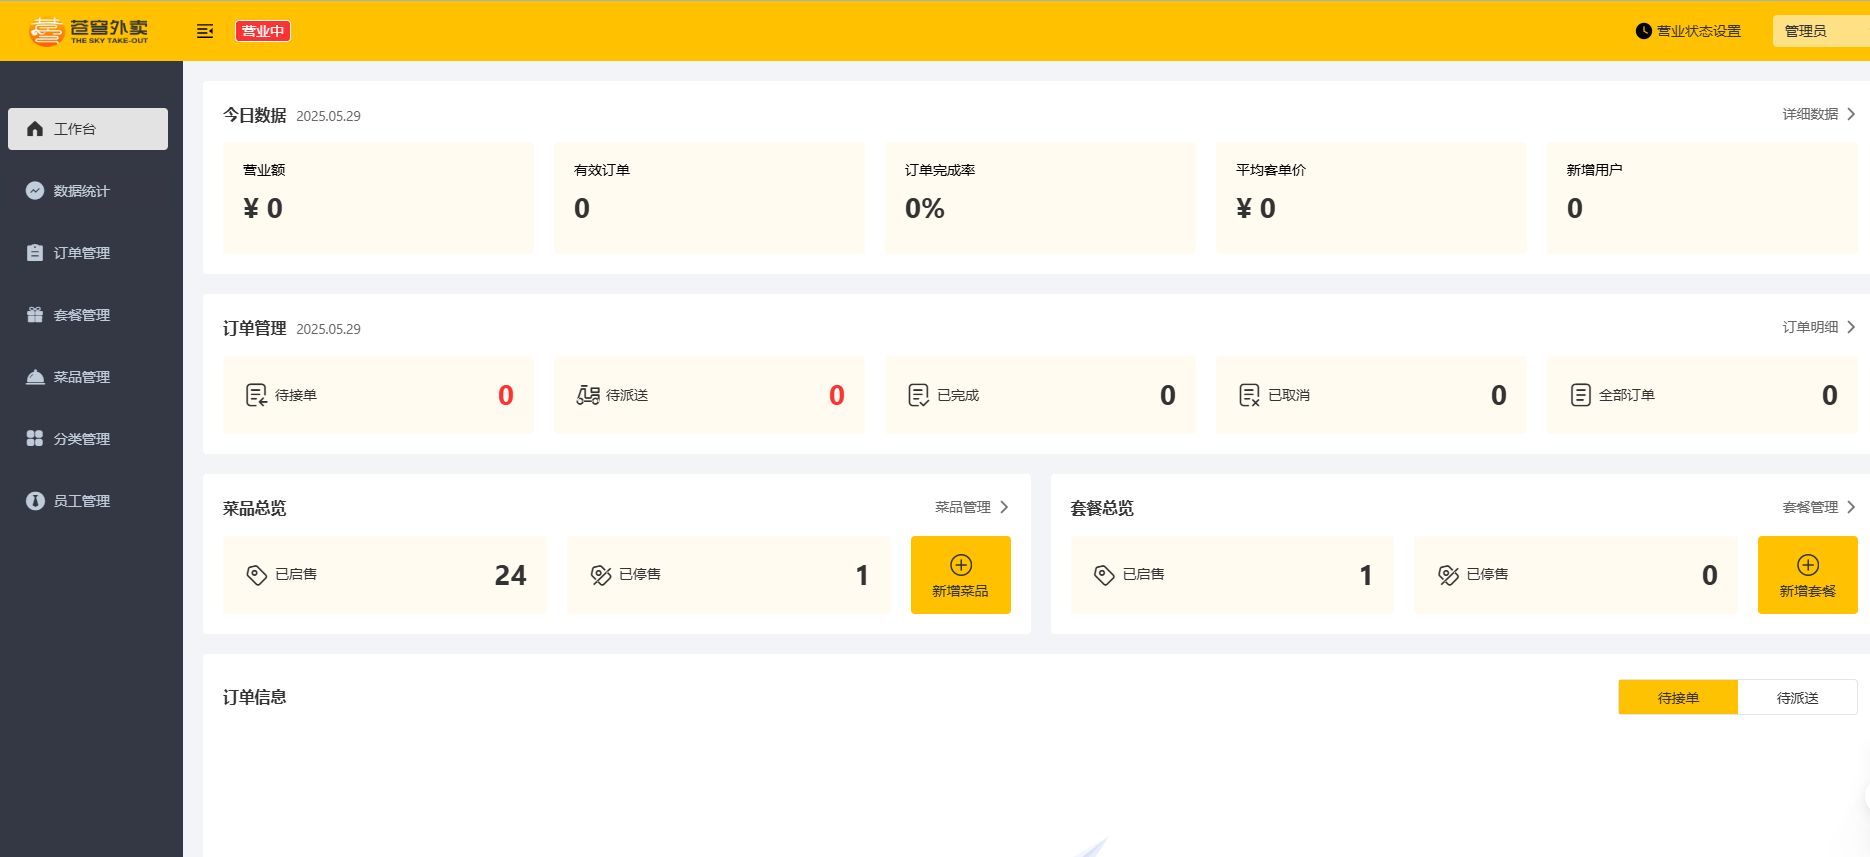 苍穹外卖
THE SKY TAKE-OUT
营业中
营业状态设置
管理员
工作台
数据统计
订单管理
套餐管理
菜品管理
分类管理
员工管理
今日数据 2025.05.29
详细数据
营业额
¥ 0
有效订单
0
订单完成率
0%
平均客单价
¥ 0
新增用户
0
订单管理 2025.05.29
订单明细
待接单 0
待派送 0
已完成 0
已取消 0
全部订单 0
菜品总览
菜品管理
已启售 24
已停售 1
新增菜品
套餐总览
套餐管理
已启售 1
已停售 0
新增套餐
订单信息
待接单
待派送